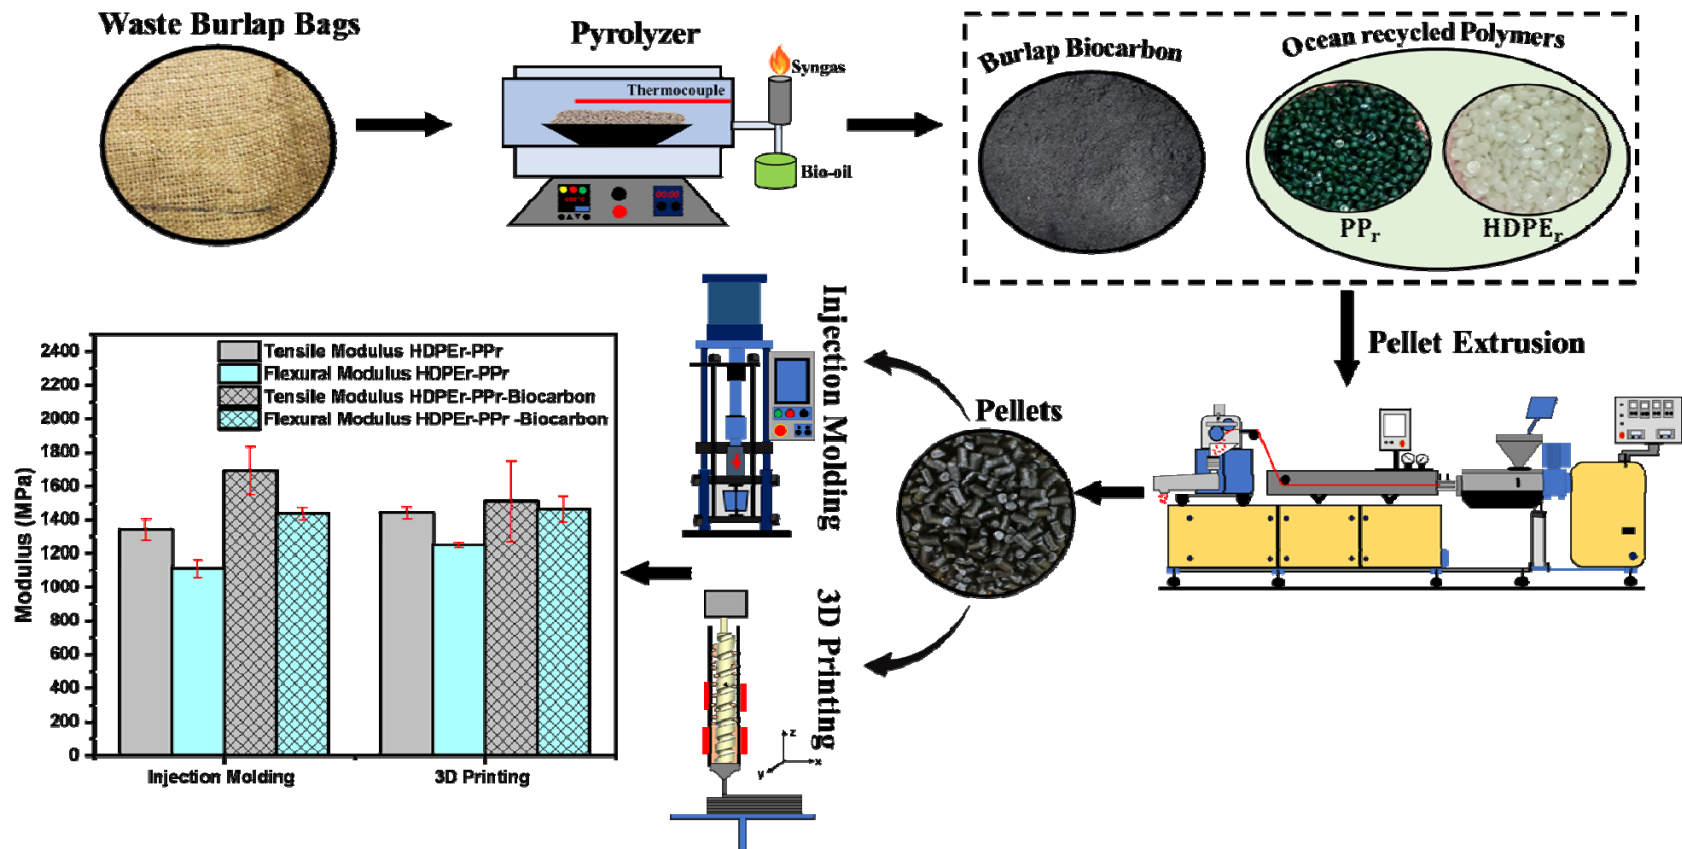 Waste Burlap Bags
Pyrolyzer
Syngas
Thermocouple
Bio-oil
Burlap Biocarbon
Ocean recycled Polymers
PPr
HDPEr
Pellet Extrusion
Injection Molding
Pellets
3D Printing
z
x
y
Modulus (MPa)
2400
2200
2000
1800
1600
1400
1200
1000
800
600
400
200
0
Tensile Modulus HDPEr-PPr
Flexural Modulus HDPEr-PPr
Tensile Modulus HDPEr-PPr-Biocarbon
Flexural Modulus HDPEr-PPr -Biocarbon
Injection Molding
3D Printing